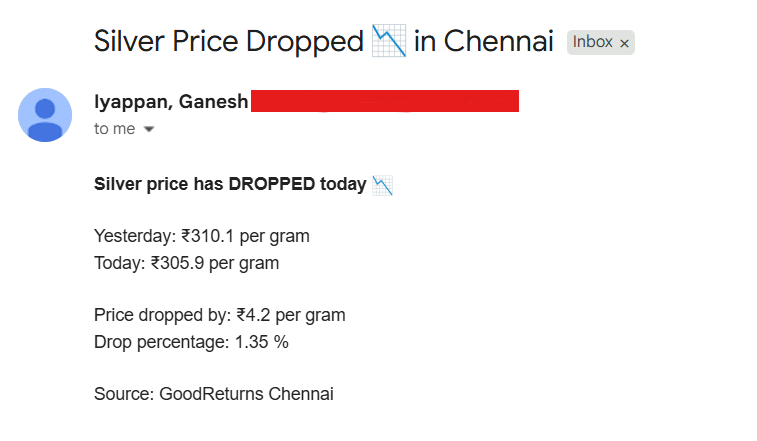 Silver Price Dropped 📉 in Chennai Inbox ×
Iyappan, Ganesh
to me
Silver price has DROPPED today 📉
Yesterday: ₹310.1 per gram
Today: ₹305.9 per gram
Price dropped by: ₹4.2 per gram
Drop percentage: 1.35 %
Source: GoodReturns Chennai